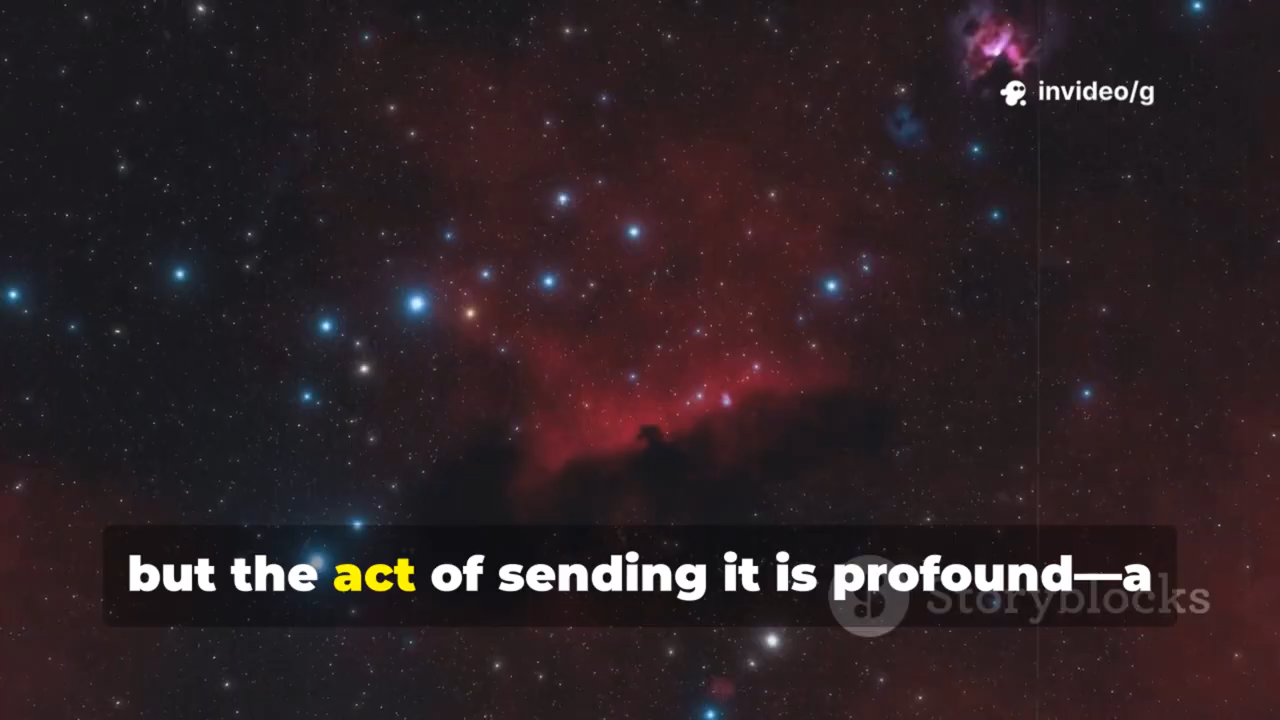 invideo/g
but the act of sending it is profound—a
Storyblocks